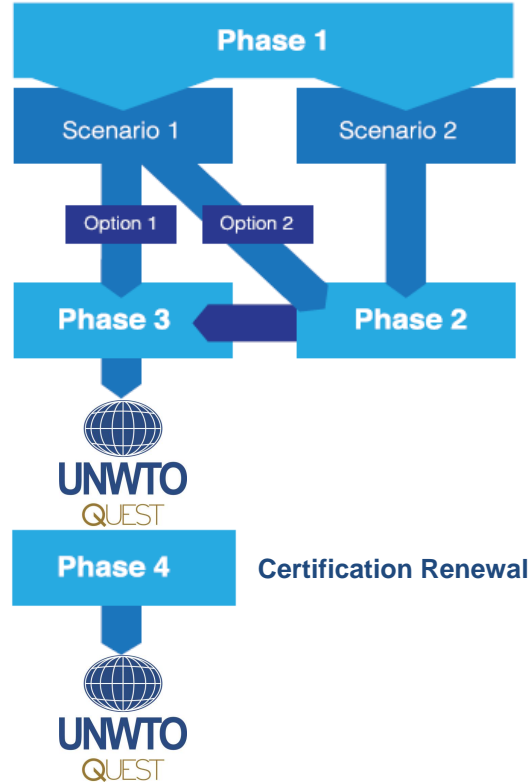 Phase 1
Scenario 1
Scenario 2
Option 1
Option 2
Phase 3
Phase 2
UNWTO
QUEST
Phase 4
Certification Renewal
UNWTO
QUEST